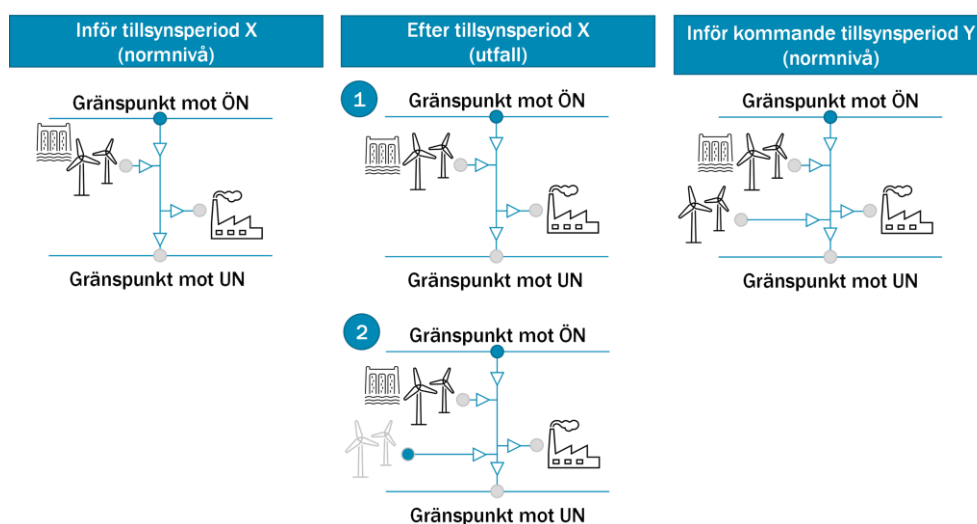 Inför tillsynsperiod X
(normnivå)
Efter tillsynsperiod X
(utfall)
Inför kommande tillsynsperiod Y
(normnivå)
Gränspunkt mot ÖN
Gränspunkt mot UN
1
Gränspunkt mot ÖN
Gränspunkt mot UN
2
Gränspunkt mot ÖN
Gränspunkt mot UN
Gränspunkt mot ÖN
Gränspunkt mot UN